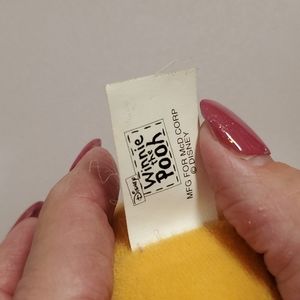 Disney
Winnie
the
Pooh
MFG FOR McD CORP
© DISNEY